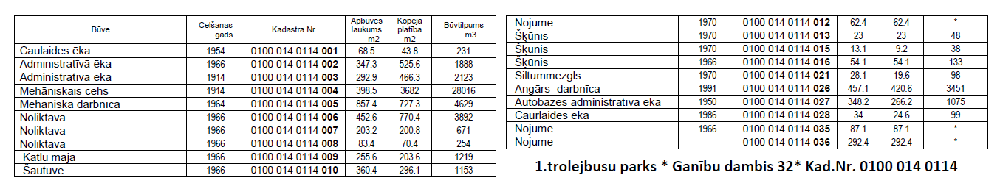 Būve Celšanas gads Kadastra Nr. Apbūves laukums m2 Kopējā platība m2 Būvtilpums m3
Caulaides ēka 1954 0100 014 0114 001 68.5 43.8 231
Administratīvā ēka 1966 0100 014 0114 002 347.3 525.6 1888
Administratīvā ēka 1914 0100 014 0114 003 292.9 466.3 2123
Mehāniskais cehs 1914 0100 014 0114 004 398.5 3682 28016
Mehāniskā darbnīca 1964 0100 014 0114 005 857.4 727.3 4629
Noliktava 1966 0100 014 0114 006 452.6 770.4 3892
Noliktava 1966 0100 014 0114 007 203.2 200.8 671
Noliktava 1966 0100 014 0114 008 83.4 70.4 254
Katlu māja 1966 0100 014 0114 009 255.6 203.6 1219
Šautuve 1966 0100 014 0114 010 360.4 296.1 1153
Nojume 1970 0100 014 0114 012 62.4 62.4 *
Šķūnis 1970 0100 014 0114 013 23 23 48
Šķūnis 1970 0100 014 0114 015 13.1 9.2 38
Šķūnis 1966 0100 014 0114 016 54.1 54.1 133
Siltummezgls 1970 0100 014 0114 021 28.1 19.6 98
Angārs- darbnīca 1991 0100 014 0114 026 457.1 420.6 3451
Autobāzes administratīvā ēka 1950 0100 014 0114 027 348.2 266.2 1075
Caurlaides ēka 1986 0100 014 0114 028 34 24.6 99
Nojume 1966 0100 014 0114 035 87.1 87.1 *
Nojume 0100 014 0114 036 292.4 292.4 *
1.trolejbusu parks * Ganību dambis 32* Kad.Nr. 0100 014 0114